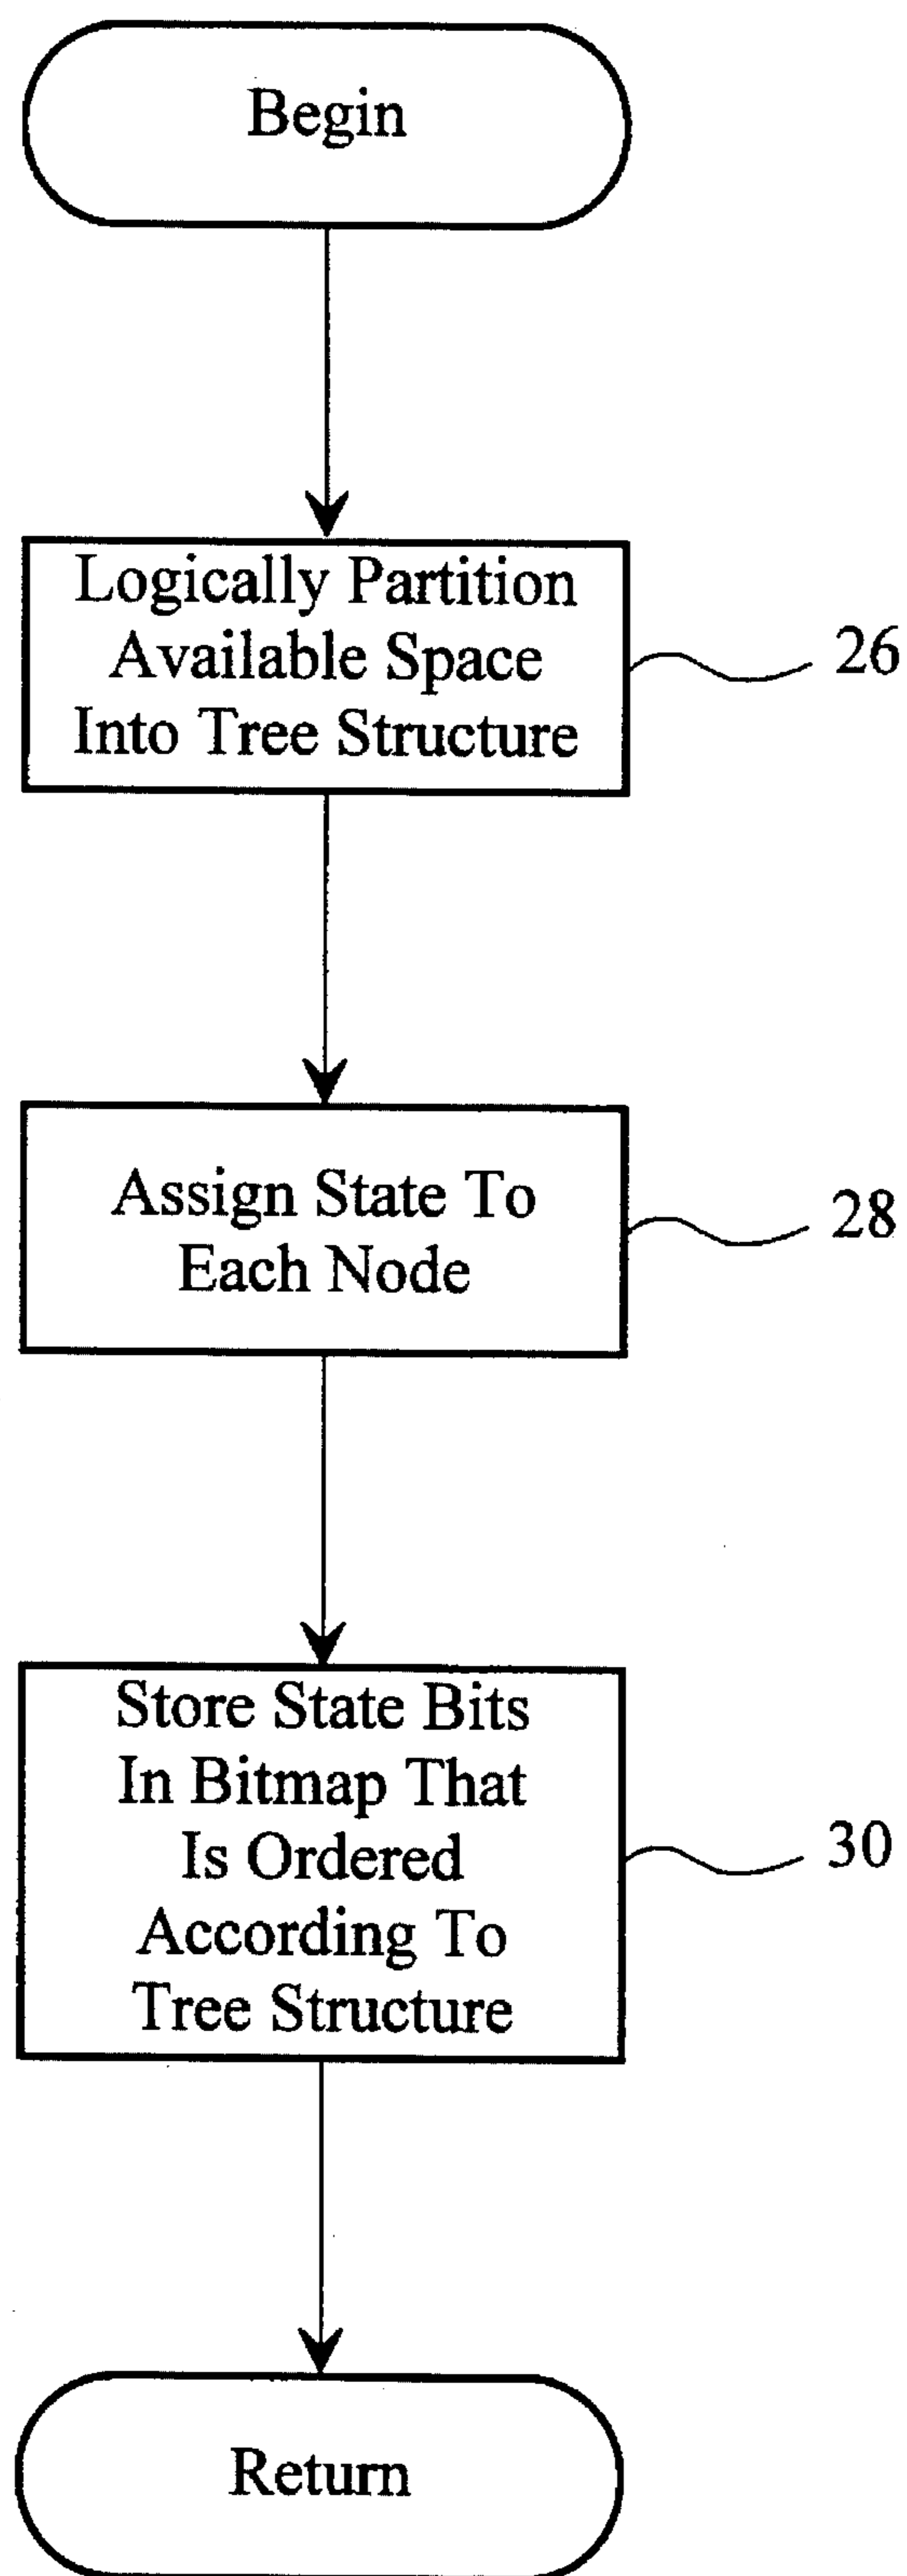 Begin
Logically Partition
Available Space
Into Tree Structure
26
Assign State To
Each Node
28
Store State Bits
In Bitmap That
Is Ordered
According To
Tree Structure
30
Return